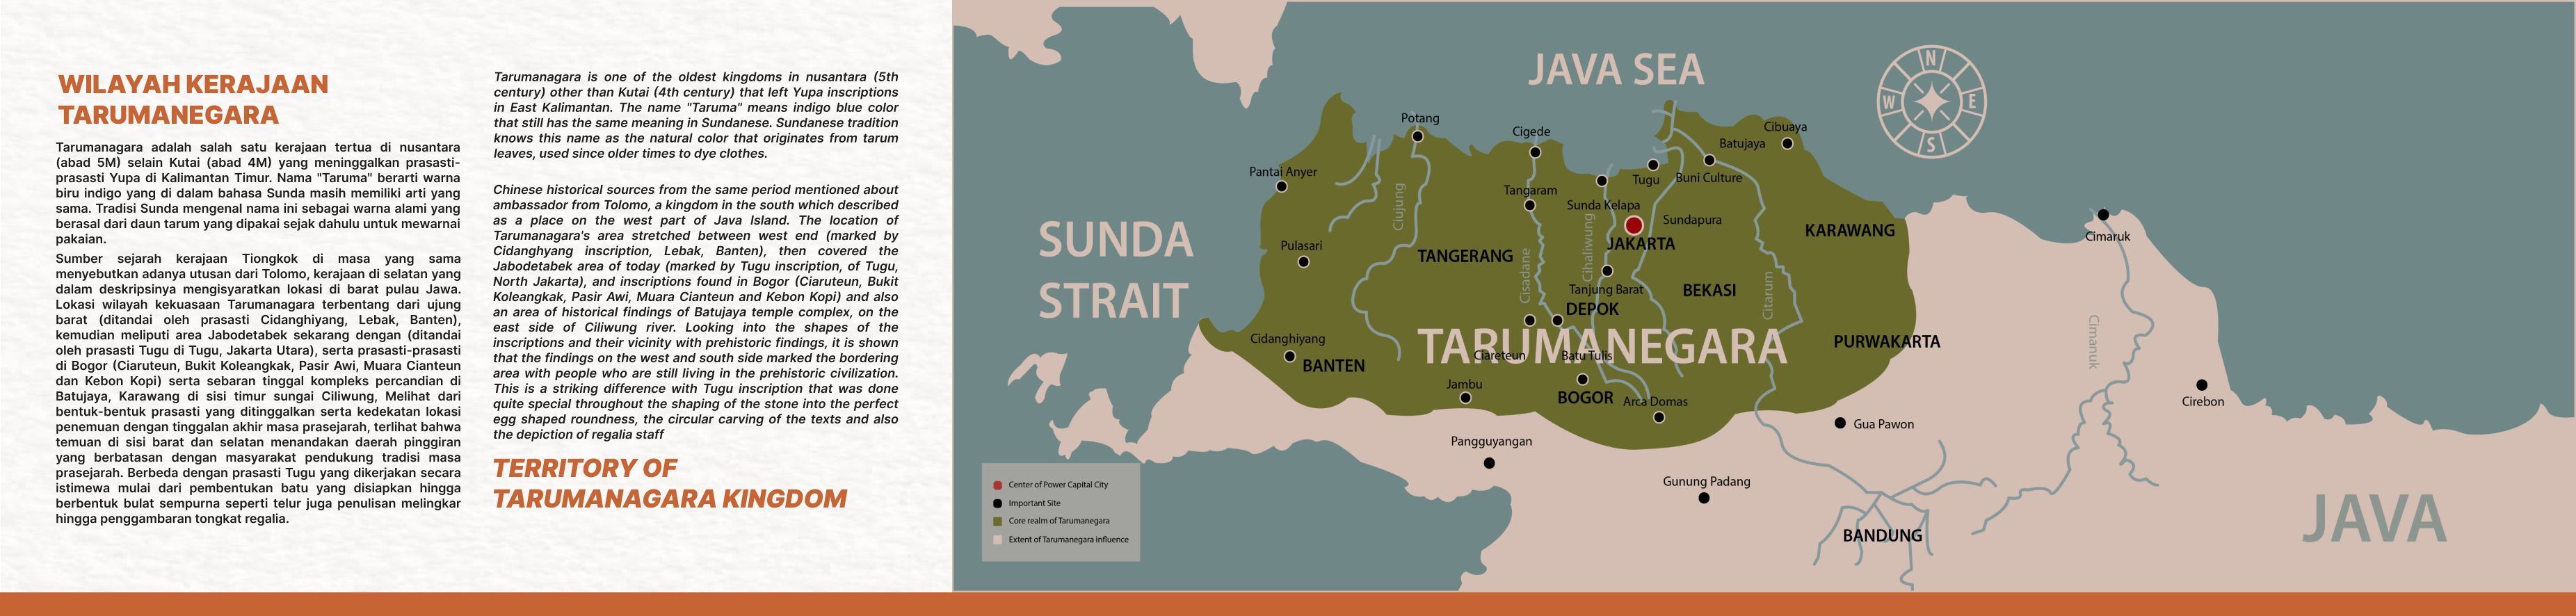 WILAYAH KERAJAAN
TARUMANEGARA
Tarumanagara adalah salah satu kerajaan tertua di nusantara
(abad 5M) selain Kutai (abad 4M) yang meninggalkan prasasti-
prasasti Yupa di Kalimantan Timur. Nama "Taruma" berarti warna
biru indigo yang di dalam bahasa Sunda masih memiliki arti yang
sama. Tradisi Sunda mengenal nama ini sebagai warna alami yang
berasal dari daun tarum yang dipakai sejak dahulu untuk mewarnai
pakaian.
Sumber sejarah kerajaan Tiongkok di masa yang sama
menyebutkan adanya utusan dari Tolomo, kerajaan di selatan yang
dalam deskripsinya mengisyaratkan lokasi di barat pulau Jawa.
Lokasi wilayah kekuasaan Tarumanagara terbentang dari ujung
barat (ditandai oleh prasasti Cidanghiyang, Lebak, Banten),
kemudian meliputi area Jabodetabek sekarang dengan (ditandai
oleh prasasti Tugu di Tugu, Jakarta Utara), serta prasasti-prasasti
di Bogor (Ciaruteun, Bukit Koleangkak, Pasir Awi, Muara Cianteun
dan Kebon Kopi) serta sebaran tinggal kompleks percandian di
Batujaya, Karawang di sisi timur sungai Ciliwung, Melihat dari
bentuk-bentuk prasasti yang ditinggalkan serta kedekatan lokasi
penemuan dengan tinggalan akhir masa prasejarah, terlihat bahwa
temuan di sisi barat dan selatan menandakan daerah pinggiran
yang berbatasan dengan masyarakat pendukung tradisi masa
prasejarah. Berbeda dengan prasasti Tugu yang dikerjakan secara
istimewa mulai dari pembentukan batu yang disiapkan hingga
berbentuk bulat sempurna seperti telur juga penulisan melingkar
hingga penggambaran tongkat regalia.
Tarumanagara is one of the oldest kingdoms in nusantara (5th
century) other than Kutai (4th century) that left Yupa inscriptions
in East Kalimantan. The name "Taruma" means indigo blue color
that still has the same meaning in Sundanese. Sundanese tradition
knows this name as the natural color that originates from tarum
leaves, used since older times to dye clothes.
Chinese historical sources from the same period mentioned about
ambassador from Tolomo, a kingdom in the south which described
as a place on the west part of Java Island. The location of
Tarumanagara's area stretched between west end (marked by
Cidanghyang inscription, Lebak, Banten), then covered the
Jabodetabek area of today (marked by Tugu inscription, of Tugu,
North Jakarta), and inscriptions found in Bogor (Ciaruteun, Bukit
Koleangkak, Pasir Awi, Muara Cianteun and Kebon Kopi) and also
an area of historical findings of Batujaya temple complex, on the
east side of Ciliwung river. Looking into the shapes of the
inscriptions and their vicinity with prehistoric findings, it is shown
that the findings on the west and south side marked the bordering
area with people who are still living in the prehistoric civilization.
This is a striking difference with Tugu inscription that was done
quite special throughout the shaping of the stone into the perfect
egg shaped roundness, the circular carving of the texts and also
the depiction of regalia staff
TERRITORY OF
TARUMANAGARA KINGDOM
JAVA SEA
N
W
E
S
SUNDA
STRAIT
Potang
Cigede
Cibuaya
Batujaya
Pantai Anyer
Tugu
Buni Culture
Tangaram
Sunda Kelapa
Sundapura
Ciujung
Cihaliwung
KARAWANG
Cimaruk
JAKARTA
Pulasari
TANGERANG
Cisadane
Tanjung Barat
BEKASI
Citarum
DEPOK
TARUMANEGARA
Cidanghiyang
BANTEN
Ciareteun
Batu Tulis
PURWAKARTA
Cimanuk
Jambu
BOGOR
Arca Domas
Cirebon
Gua Pawon
Pangguyangan
Gunung Padang
BANDUNG
JAVA
Center of Power Capital City
Important Site
Core realm of Tarumanegara
Extent of Tarumanegara influence